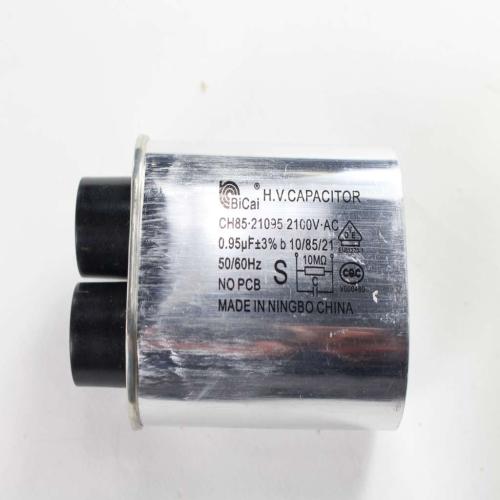 BiCai ® H.V.CAPACITOR
CH85-21095 2100V·AC
0.95µF±3% b 10/85/21
50/60Hz S 10MΩ
C
NO PCB
MADE IN NINGBO CHINA